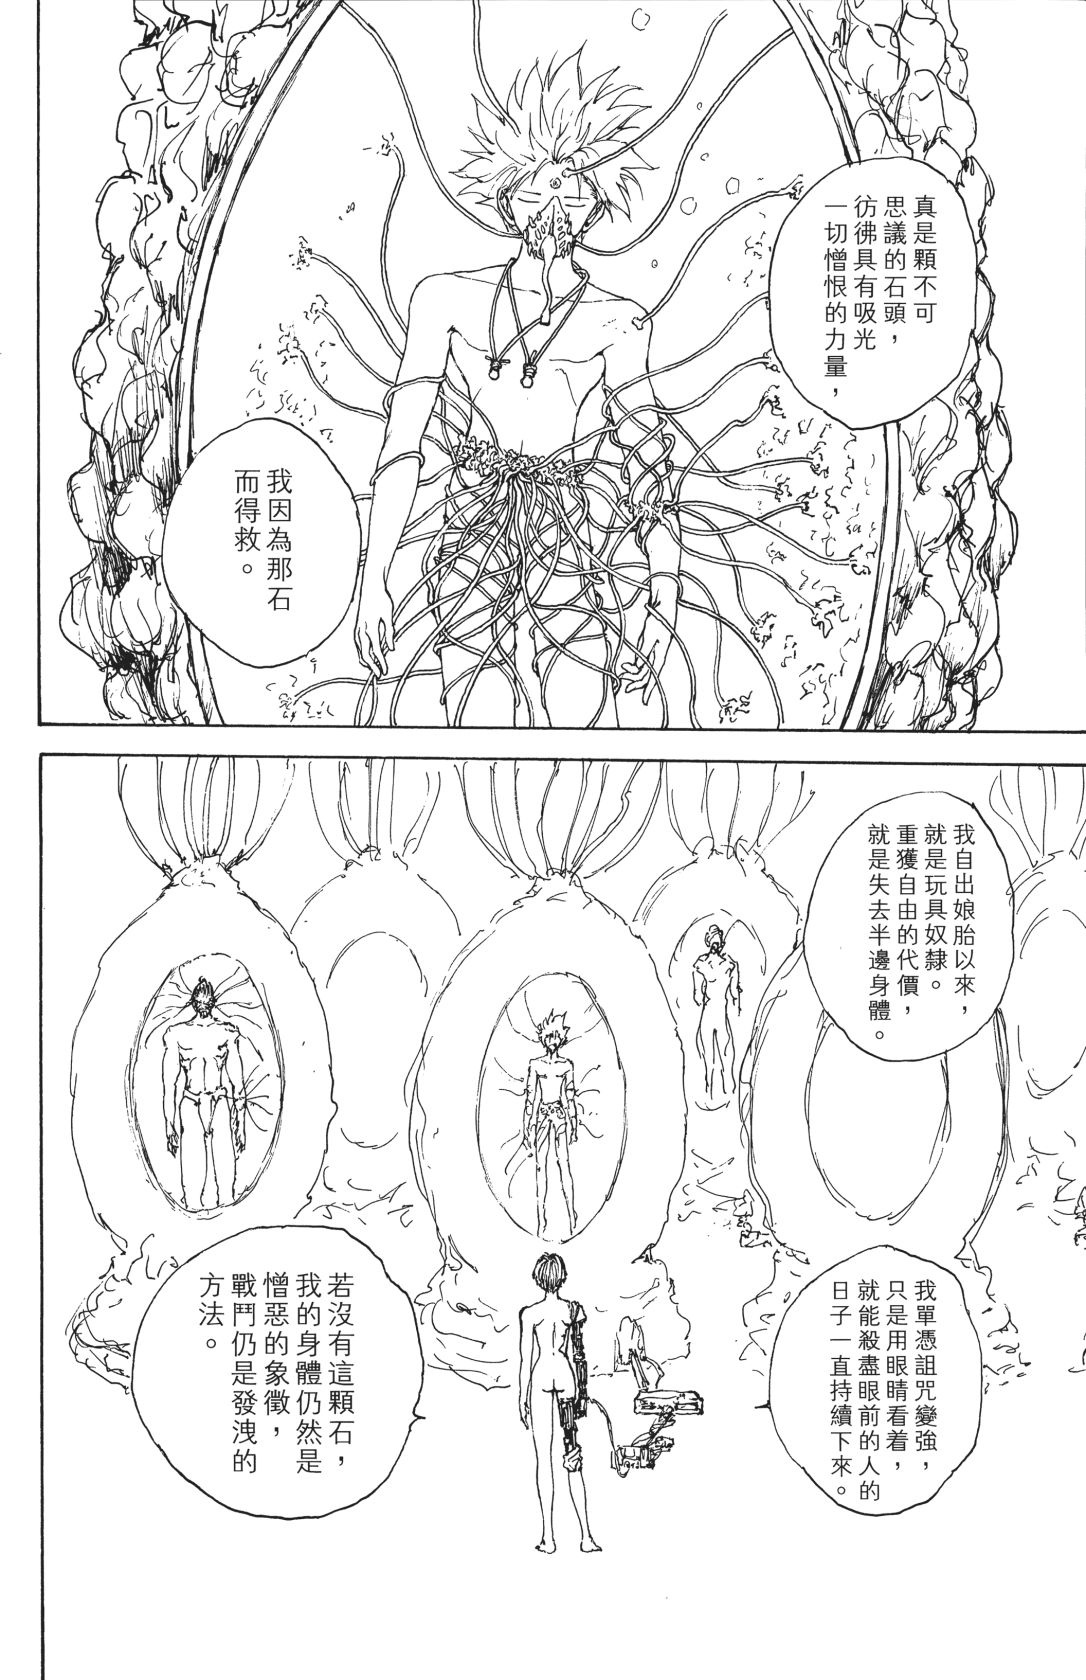 真是顆不可
思議的石頭，
彷彿具有吸光
一切憎恨的力量，
我因為那石
而得救。
我自出娘胎以來，
就是玩具奴隸。
重獲自由的代價，
就是失去半邊身體。
我單憑詛咒變強，
只是用眼睛看着，
就能殺盡眼前的人的
日子一直持續下來。
若沒有這顆石，
我的身體仍然是
憎惡的象徵，
戰鬥仍是發洩的
方法。